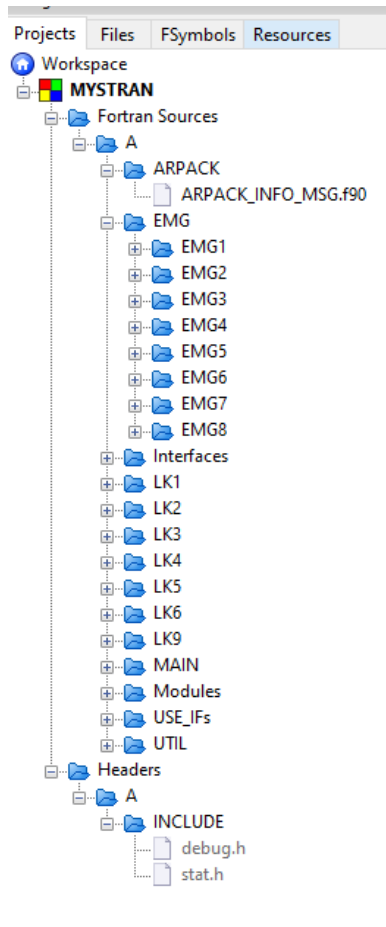 Projects Files FSymbols Resources
Workspace
MYSTRAN
Fortran Sources
A
ARPACK
ARPACK_INFO_MSG.f90
EMG
EMG1
EMG2
EMG3
EMG4
EMG5
EMG6
EMG7
EMG8
Interfaces
LK1
LK2
LK3
LK4
LK5
LK6
LK9
MAIN
Modules
USE_IFs
UTIL
Headers
A
INCLUDE
debug.h
stat.h